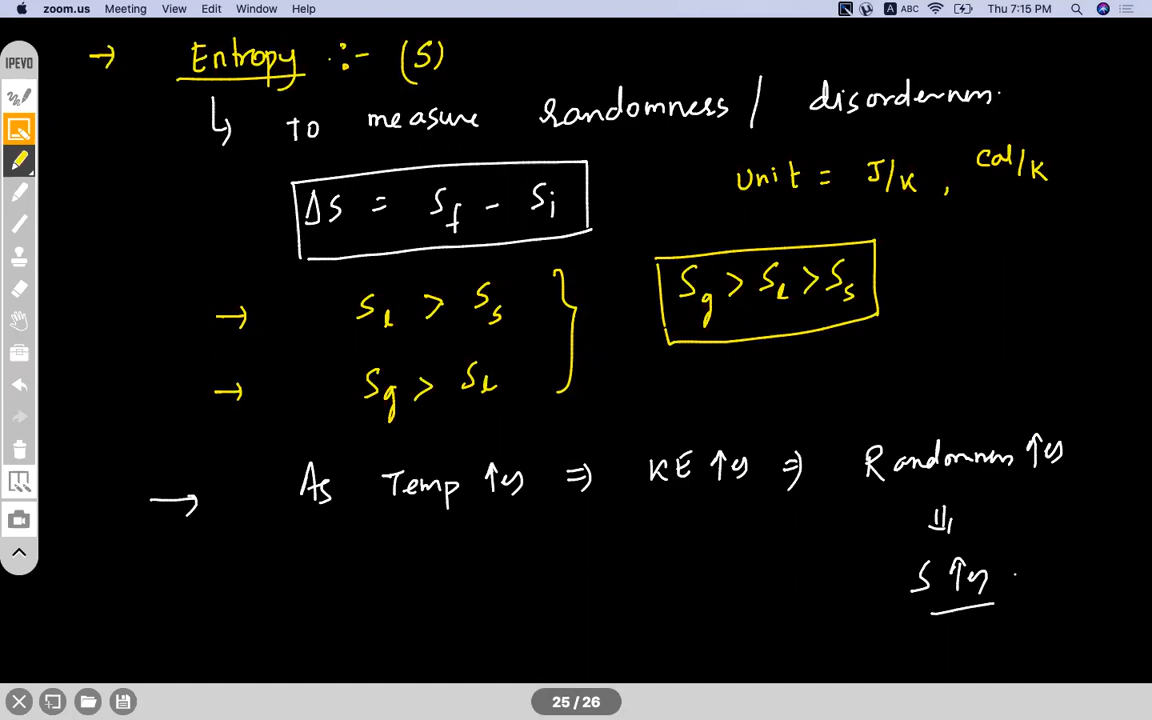 zoom.us Meeting View Edit Window Help A ABC Thu 7:15 PM
IPEVO
→ Entropy :- (S)
↳ to measure randomness / disorderness.
Unit = J/K , Cal/K
ΔS = Sf - Si
→ Sl > Ss
Sg > Sl > Ss
→ Sg > Sl
→ As Temp ↑es ⇒ KE ↑es ⇒ Randomness ↑es
⇓
S ↑es .
25 / 26